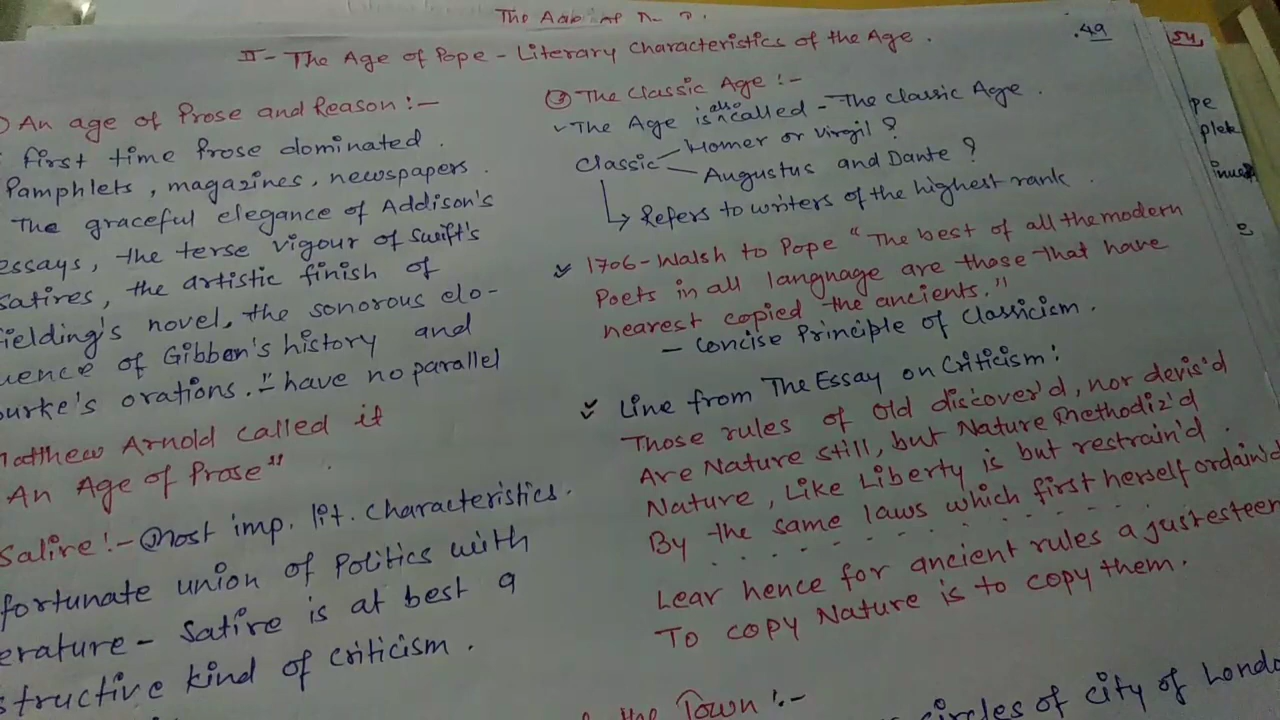 II - The Age of Pope - Literary Characteristics of the Age .
49
54
An age of Prose and Reason :-
first time Prose dominated .
Pamphlets , magazines, newspapers .
The graceful elegance of Addison's
essays, the terse vigour of Swift's
satires, the artistic finish of
ielding's novel, the sonorous elo-
uence of Gibbon's history and
urke's orations. - have no parallel
matthew Arnold called it
An Age of Prose"
Satire :- Most imp. lit. characteristics.
fortunate union of Politics with
erature - Satire is at best a
structive kind of criticism .
③ The Classic Age :-
The Age is also called - The Classic Age .
Classic Homer or Virgil ?
Augustus and Dante ?
Refers to writers of the highest rank .
1706 - Walsh to Pope "The best of all the modern
Poets in all language are those that have
nearest copied the ancients."
- Concise Principle of Classicism .
Line from The Essay on Criticism :
Those rules of old discover'd, nor devis'd
Are Nature still, but Nature Methodiz'd
Nature, Like Liberty is but restrain'd .
By the same laws which first herself ordain'd
Lear hence for ancient rules a just esteer
To copy Nature is to copy them .
the Town :-
circles of city of Londo
pe
plete
e